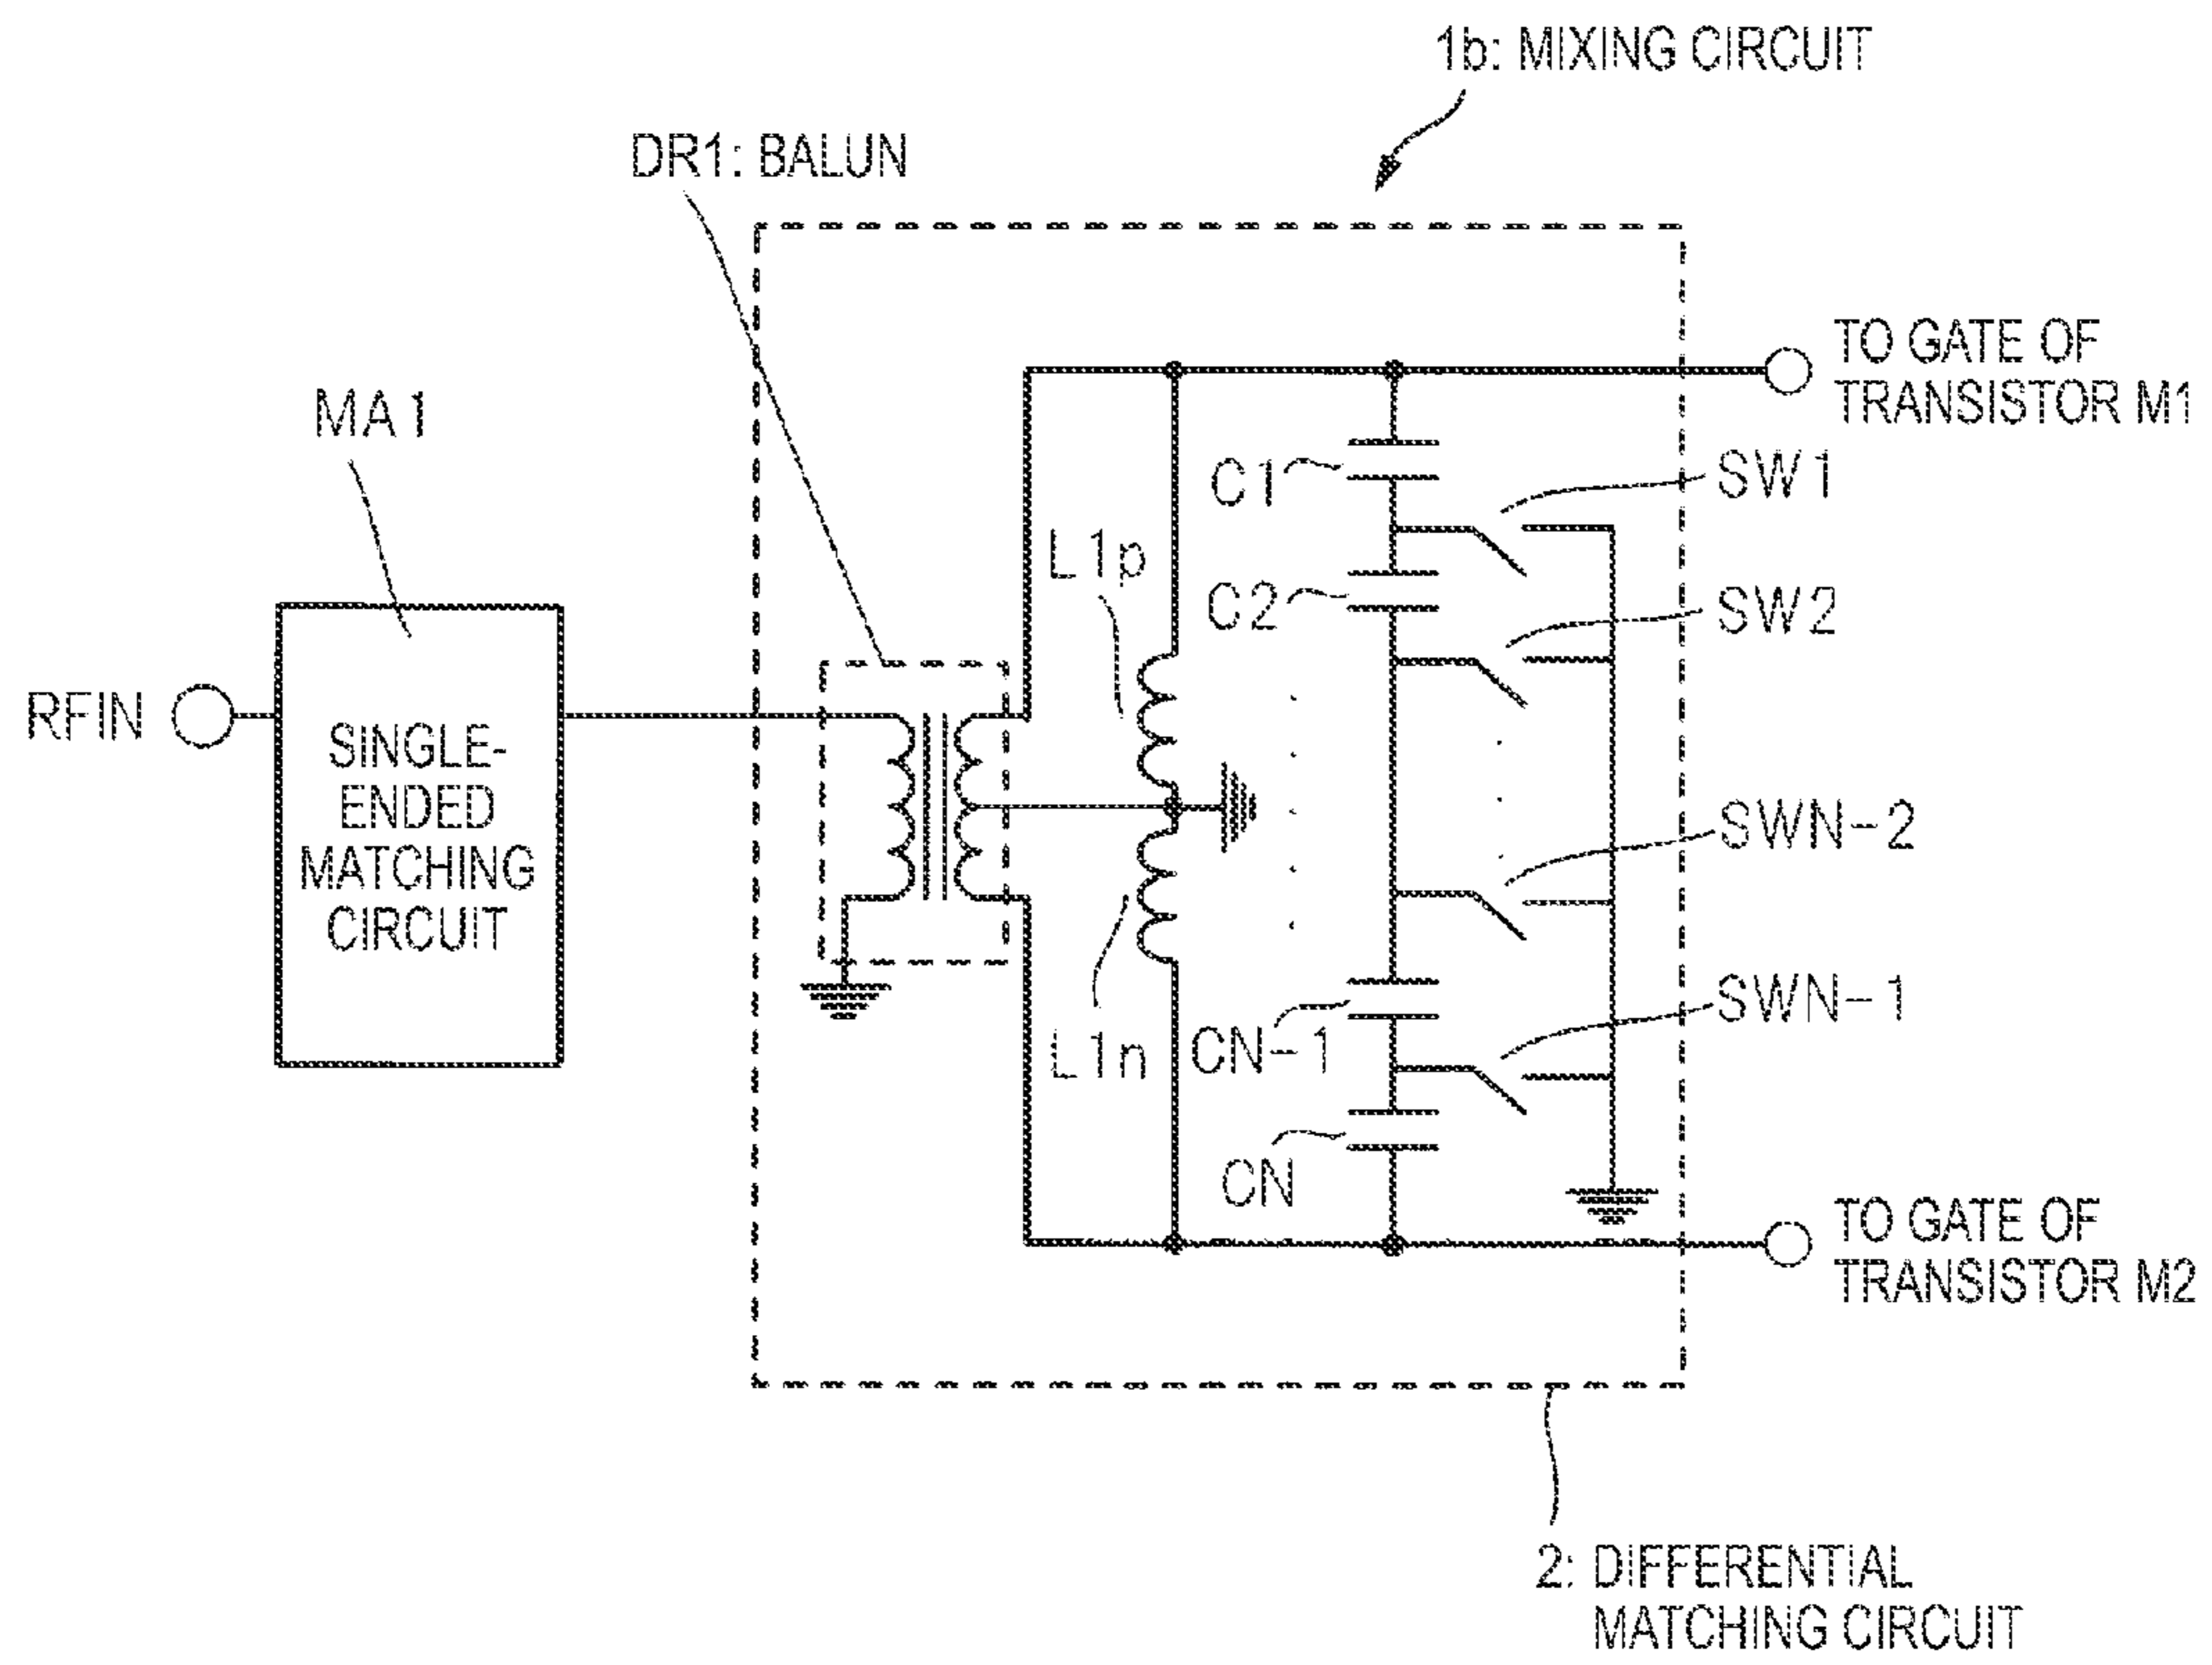 1b: MIXING CIRCUIT
DR1: BALUN
TO GATE OF
TRANSISTOR M1
MA1
C1
SW1
L1p
C2
SW2
RFIN
SINGLE-
ENDED
MATCHING
CIRCUIT
SWN-2
SWN-1
L1n
CN-1
CN
TO GATE OF
TRANSISTOR M2
2: DIFFERENTIAL
MATCHING CIRCUIT